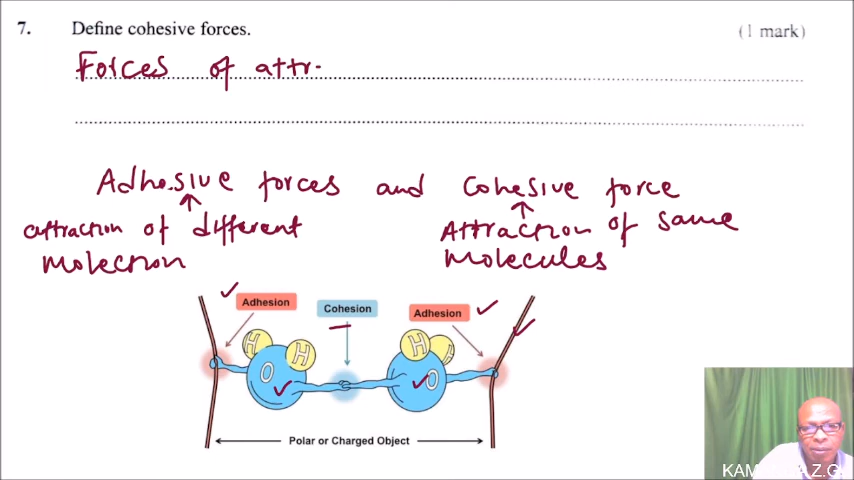 7. Define cohesive forces. (1 mark)
Forces of attr.
Adhesive forces and Cohesive force
attraction of different
Molection
Attraction of same
Molecules
Adhesion
Cohesion
Adhesion
H
H
H
H
O
O
Polar or Charged Object